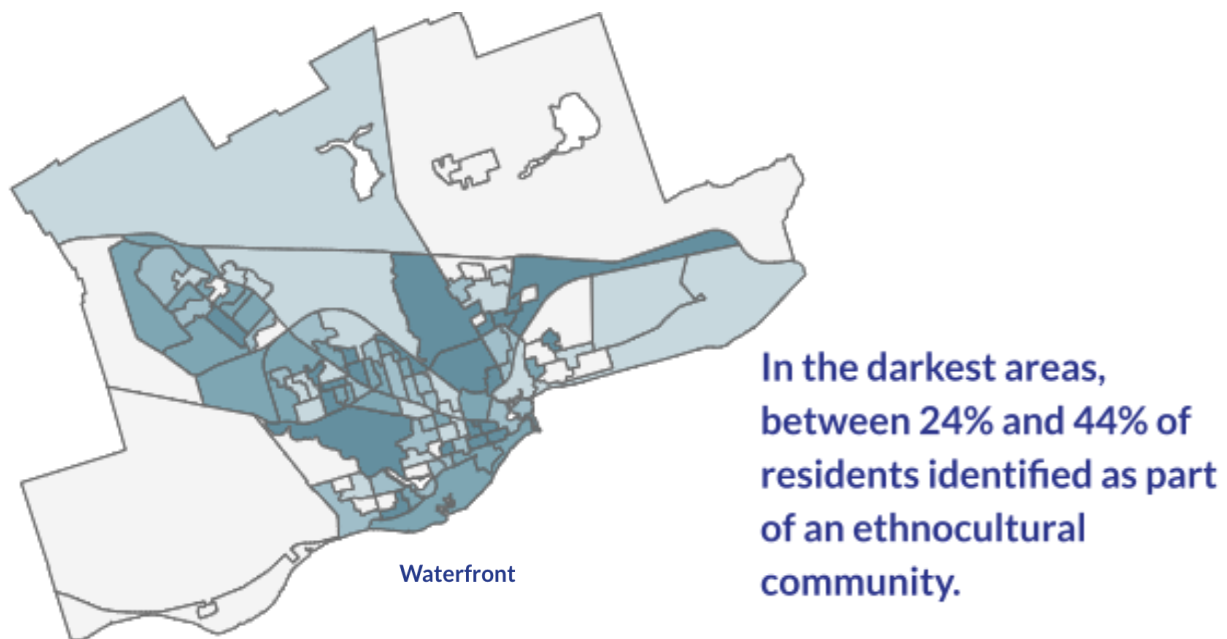 In the darkest areas,
between 24% and 44% of
residents identified as part
of an ethnocultural
community.
Waterfront